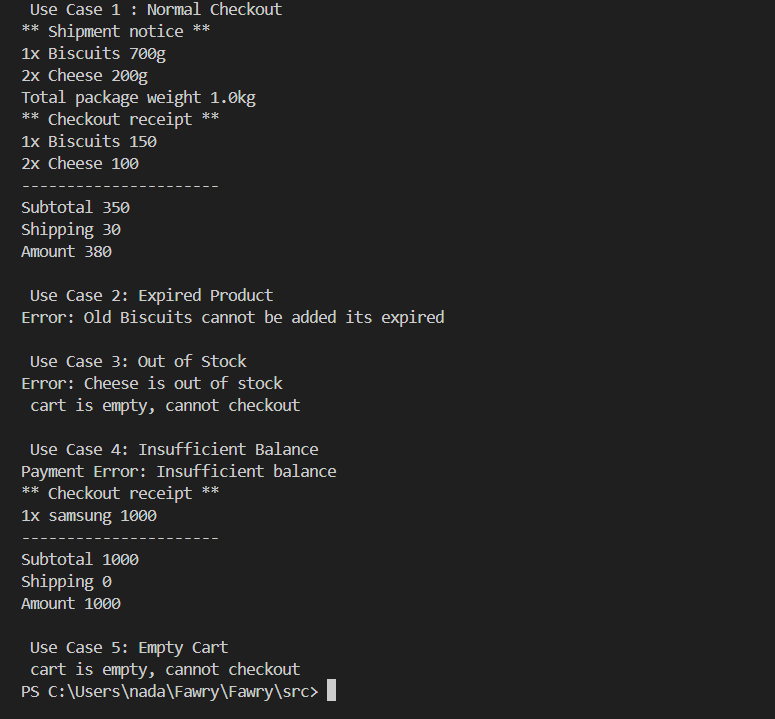 Use Case 1 : Normal Checkout
** Shipment notice **
1x Biscuits 700g
2x Cheese 200g
Total package weight 1.0kg
** Checkout receipt **
1x Biscuits 150
2x Cheese 100
----------------------
Subtotal 350
Shipping 30
Amount 380

Use Case 2: Expired Product
Error: Old Biscuits cannot be added its expired

Use Case 3: Out of Stock
Error: Cheese is out of stock
cart is empty, cannot checkout

Use Case 4: Insufficient Balance
Payment Error: Insufficient balance
** Checkout receipt **
1x samsung 1000
----------------------
Subtotal 1000
Shipping 0
Amount 1000

Use Case 5: Empty Cart
cart is empty, cannot checkout
PS C:\Users\nada\Fawry\Fawry\src>